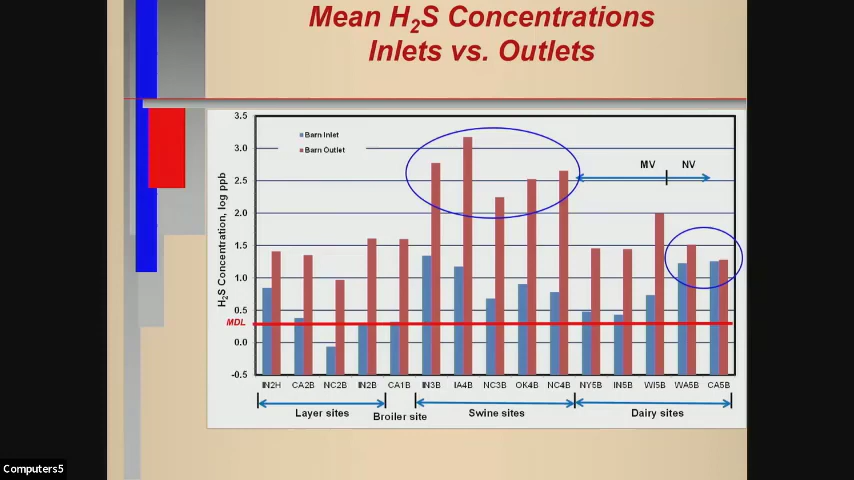 Mean H₂S Concentrations
Inlets vs. Outlets
3.5
3.0
2.5
2.0
1.5
1.0
0.5
0.0
-0.5
H₂S Concentration, log ppb
MDL
Barn Inlet
Barn Outlet
MV NV
IN2H CA2B NC2B IN2B CA1B IN3B IA4B NC3B OK4B NC4B NY5B IN5B WI5B WA5B CA5B
Layer sites Broiler site Swine sites Dairy sites
Computers5